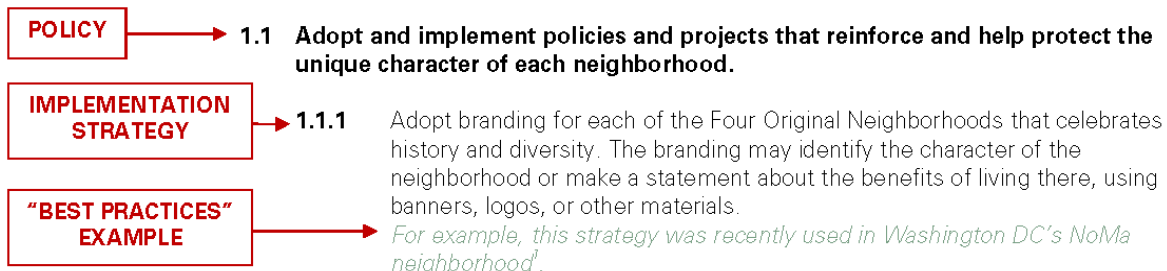 POLICY
1.1 Adopt and implement policies and projects that reinforce and help protect the
unique character of each neighborhood.
IMPLEMENTATION
STRATEGY
1.1.1 Adopt branding for each of the Four Original Neighborhoods that celebrates
history and diversity. The branding may identify the character of the
neighborhood or make a statement about the benefits of living there, using
banners, logos, or other materials.
“BEST PRACTICES”
EXAMPLE
For example, this strategy was recently used in Washington DC’s NoMa
neighborhood¹.